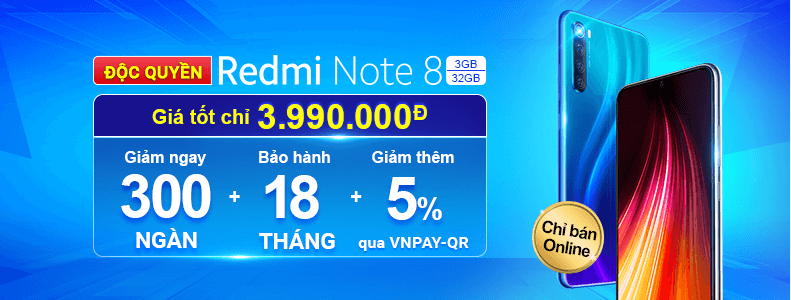 ĐỘC QUYỀN Redmi Note 8 3GB
32GB
Giá tốt chỉ 3.990.000Đ
Giảm ngay
300
NGÀN
+
Bảo hành
18
THÁNG
+
Giảm thêm
5%
qua VNPAY-QR
Chỉ bán
Online